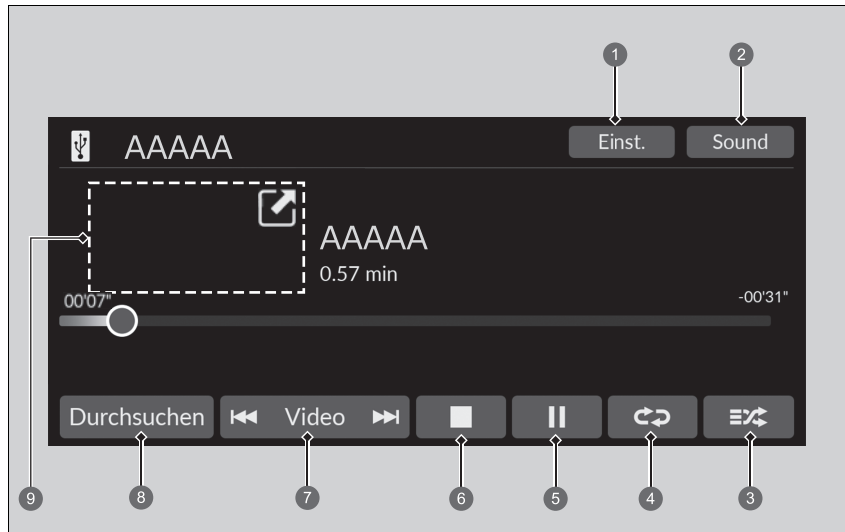 1 2
AAAAA Einst. Sound
AAAAA
0.57 min
00'07" -00'31"
Durchsuchen Video
9 8 7 6 5 4 3